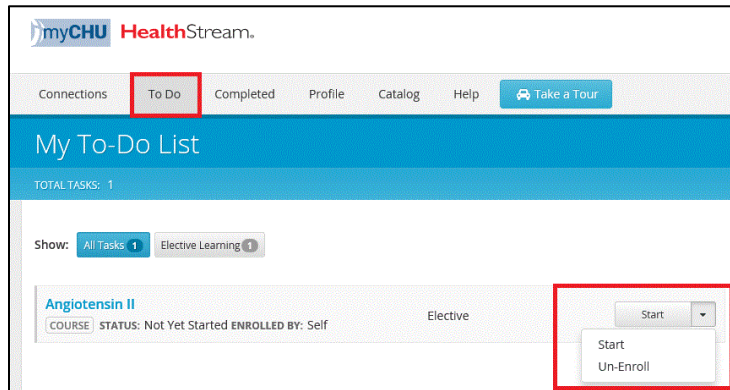 myCHU HealthStream.
Connections To Do Completed Profile Catalog Help Take a Tour
My To-Do List
TOTAL TASKS: 1
Show: All Tasks 1 Elective Learning 1
Angiotensin II
COURSE STATUS: Not Yet Started ENROLLED BY: Self
Elective
Start
Start
Un-Enroll